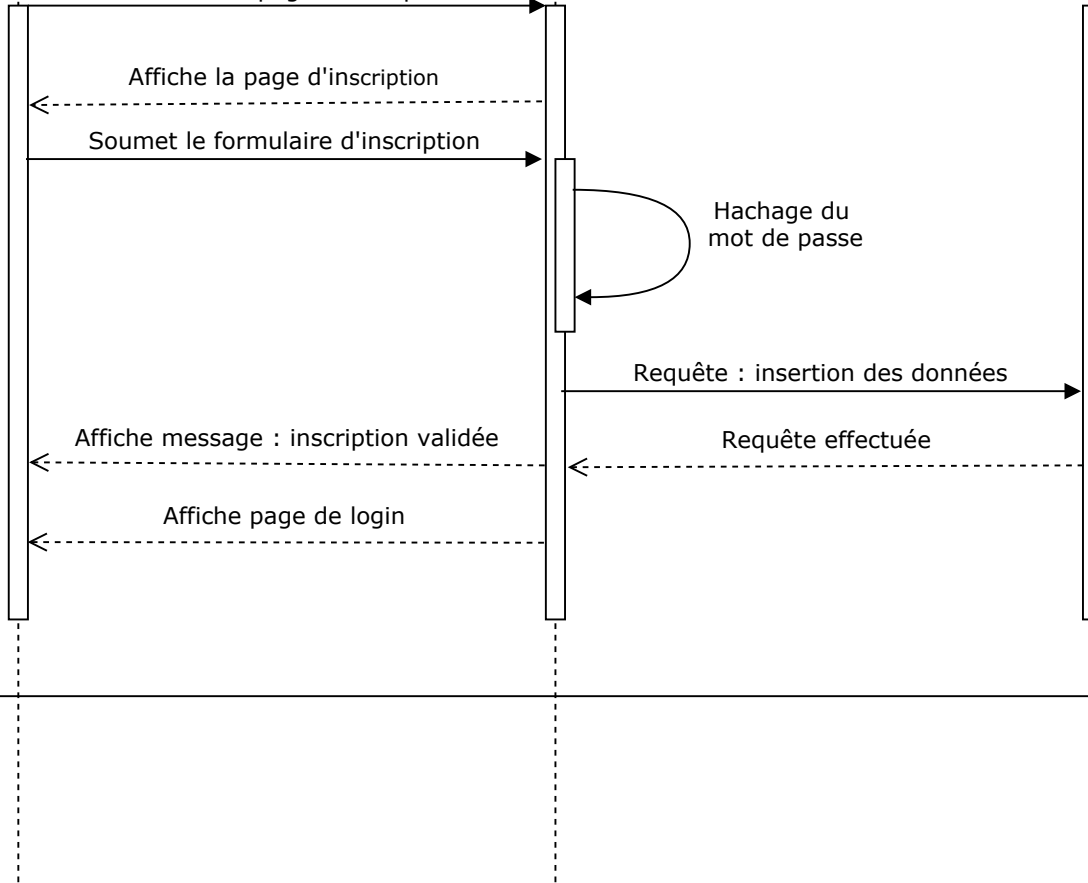 Affiche la page d'inscription
Soumet le formulaire d'inscription
Hachage du
mot de passe
Requête : insertion des données
Affiche message : inscription validée
Requête effectuée
Affiche page de login